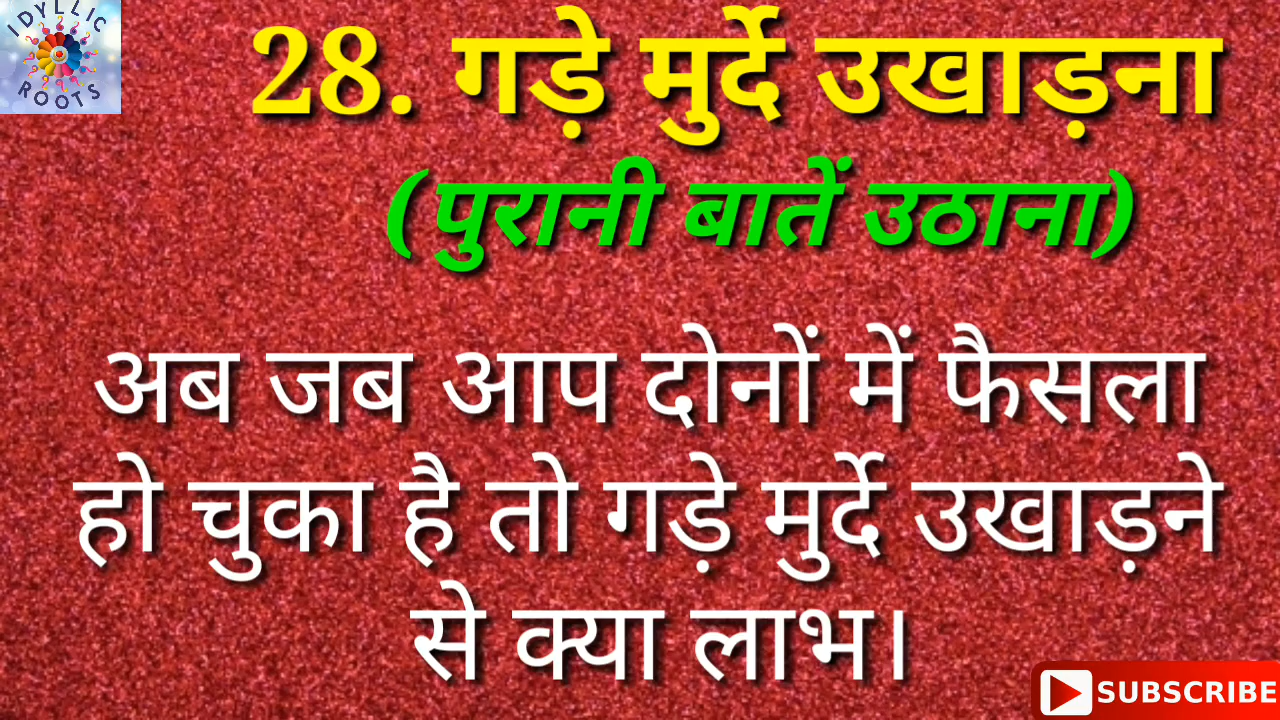 IDYLLIC
ROOTS
28. गड़े मुर्दे उखाड़ना
(पुरानी बातें उठाना)
अब जब आप दोनों में फैसला
हो चुका है तो गड़े मुर्दे उखाड़ने
से क्या लाभ।
SUBSCRIBE